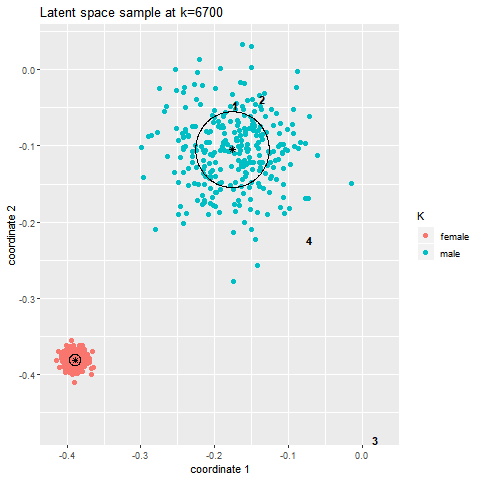 Latent space sample at k=6700
0.0
-0.1
-0.2
-0.3
-0.4
coordinate 2
1
2
4
3
-0.4
-0.3
-0.2
-0.1
0.0
coordinate 1
K
female
male